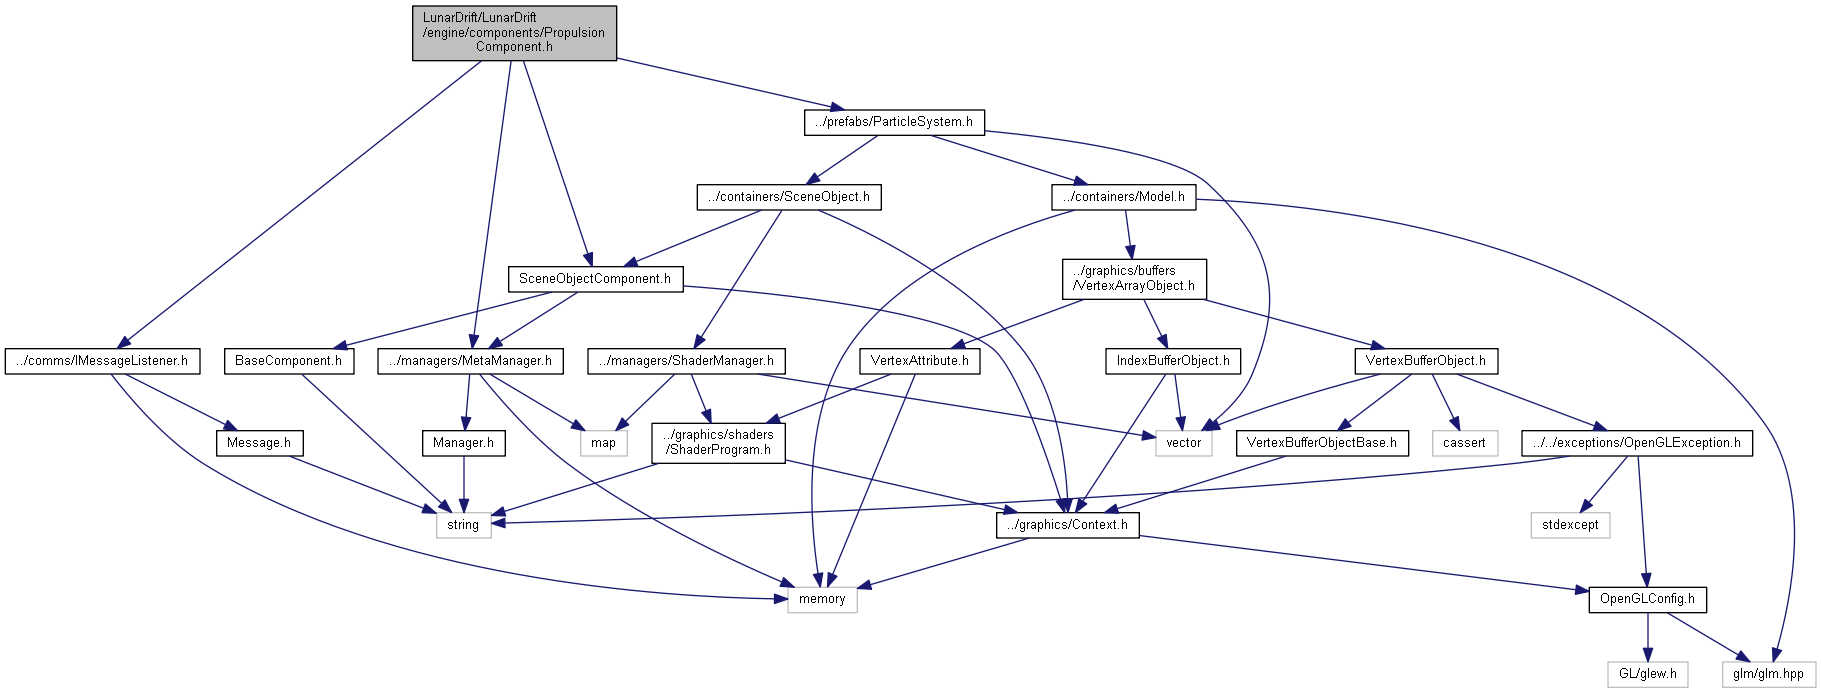 LunarDrift/LunarDrift
/engine/components/Propulsion
Component.h
../prefabs/ParticleSystem.h
../containers/SceneObject.h
../containers/Model.h
SceneObjectComponent.h
../graphics/buffers
/VertexArrayObject.h
../comms/IMessageListener.h
BaseComponent.h
../managers/MetaManager.h
../managers/ShaderManager.h
VertexAttribute.h
IndexBufferObject.h
VertexBufferObject.h
Message.h
Manager.h
map
../graphics/shaders
/ShaderProgram.h
vector
VertexBufferObjectBase.h
cassert
../../exceptions/OpenGLException.h
string
../graphics/Context.h
stdexcept
memory
OpenGLConfig.h
GL/glew.h
glm/glm.hpp